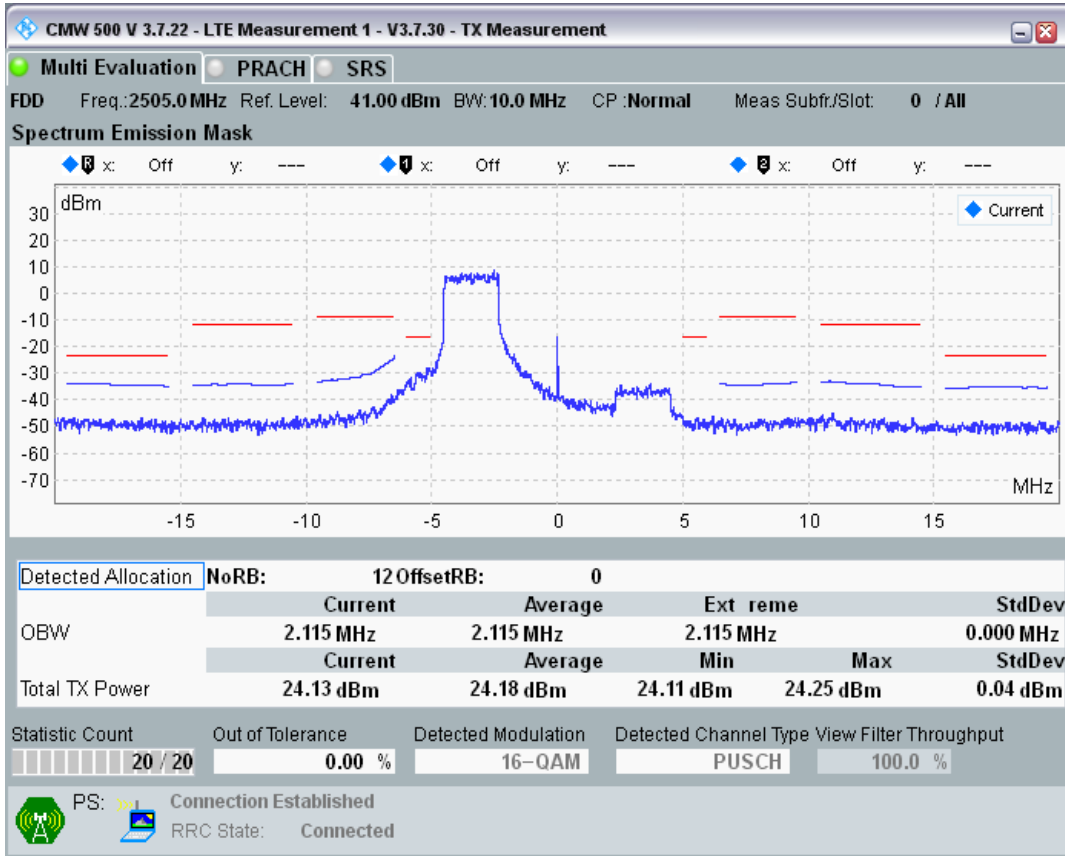 CMW 500 V 3.7.22 - LTE Measurement 1 - V3.7.30 - TX Measurement
Multi Evaluation PRACH SRS
FDD Freq.:2505.0 MHz Ref. Level: 41.00 dBm BW: 10.0 MHz CP :Normal Meas Subfr./Slot: 0 / All
Spectrum Emission Mask
R x: Off y: --- 1 x: Off y: --- 2 x: Off y: ---
dBm
Current
30
20
10
0
-10
-20
-30
-40
-50
-60
-70
MHz
-15 -10 -5 0 5 10 15
Detected Allocation NoRB: 12 OffsetRB: 0
Current Average Ext reme StdDev
OBW 2.115 MHz 2.115 MHz 2.115 MHz 0.000 MHz
Current Average Min Max StdDev
Total TX Power 24.13 dBm 24.18 dBm 24.11 dBm 24.25 dBm 0.04 dBm
Statistic Count Out of Tolerance Detected Modulation Detected Channel Type View Filter Throughput
20 / 20 0.00 % 16-QAM PUSCH 100.0 %
PS: Connection Established
RRC State: Connected